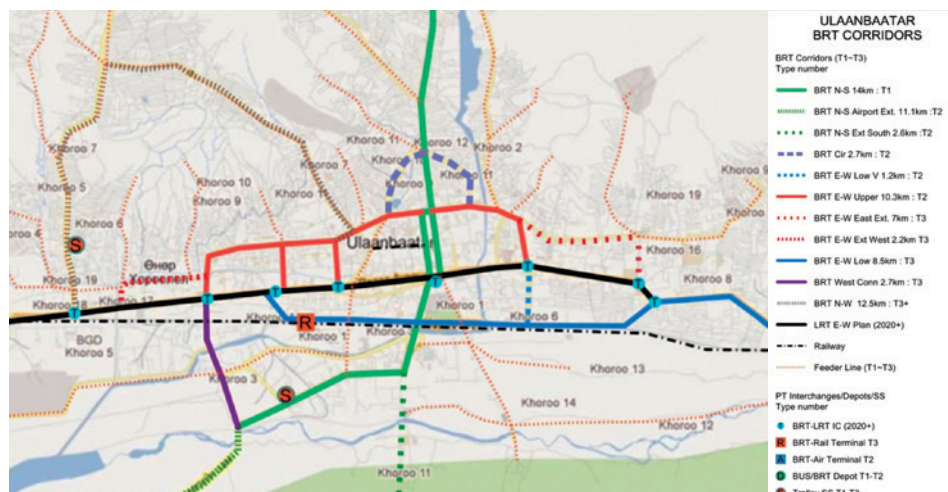 ULAANBAATAR
BRT CORRIDORS
BRT Corridors (T1~T3)
Type number
BRT N-S 14km : T1
BRT N-S Airport Ext. 11.1km : T2
BRT N-S Ext South 2.6km : T2
BRT Cir 2.7km : T2
BRT E-W Low V 1.2km : T2
BRT E-W Upper 10.3km : T2
BRT E-W East Ext. 7km : T3
BRT E-W Ext West 2.2km T3
BRT E-W Low 8.5km : T3
BRT West Conn 2.7km : T3
BRT N-W 12.5km : T3+
LRT E-W Plan (2020+)
Railway
Feeder Line (T1~T3)
PT Interchanges/Depots/SS
Type number
T BRT-LRT IC (2020+)
R BRT-Rail Terminal T3
A BRT-Air Terminal T2
D BUS/BRT Depot T1-T2
Khoroo 7
Khoroo 5
Khoroo 4
Khoroo 6
S
Khoroo 19
Өнөр
Хороолол
Khoroo 17
T
BGD
Khoroo 5
Khoroo 10
Khoroo 9
Khoroo 7
Khoroo 11
Khoroo 12
Khoroo 11
Khoroo 2
Ulaanbaatar
T
T
T
T
T
T
T
Khoroo 19
Khoroo 9
Khoroo 16
Khoroo 8
Khoroo 1
Khoroo 6
R
Khoroo 3
S
Khoroo 13
Khoroo 14
Khoroo 12
Khoroo 11